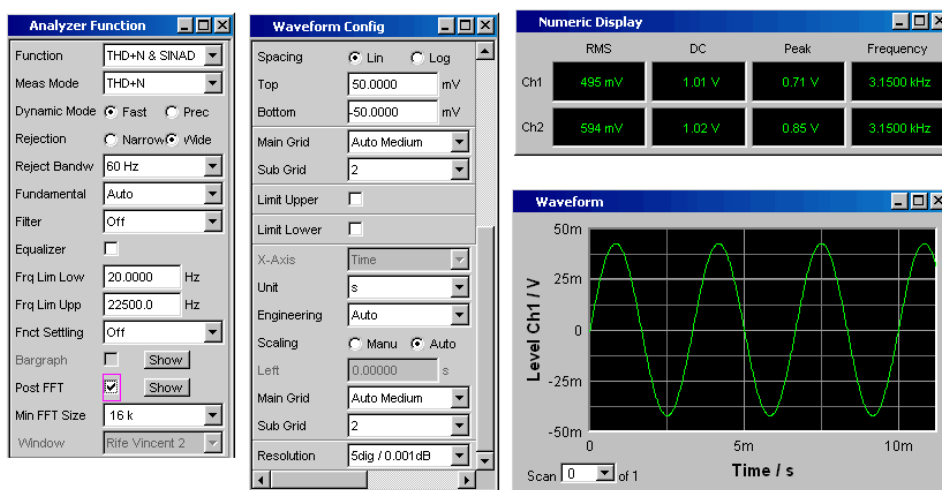 Analyzer Function
Function THD+N & SINAD
Meas Mode THD+N
Dynamic Mode Fast Prec
Rejection Narrow Wide
Reject Bandw 60 Hz
Fundamental Auto
Filter Off
Equalizer
Frq Lim Low 20.0000 Hz
Frq Lim Upp 22500.0 Hz
Fnct Settling Off
Bargraph Show
Post FFT Show
Min FFT Size 16 k
Window Rife Vincent 2
Waveform Config
Spacing Lin Log
Top 50.0000 mV
Bottom -50.0000 mV
Main Grid Auto Medium
Sub Grid 2
Limit Upper
Limit Lower
X-Axis Time
Unit s
Engineering Auto
Scaling Manu Auto
Left 0.00000 s
Main Grid Auto Medium
Sub Grid 2
Resolution 5dig / 0.001dB
Numeric Display
RMS DC Peak Frequency
Ch1 495 mV 1.01 V 0.71 V 3.1500 kHz
Ch2 594 mV 1.02 V 0.85 V 3.1500 kHz
Waveform
Level Ch1 / V
50m
25m
0
-25m
-50m
0 5m 10m
Time / s
Scan 0 of 1